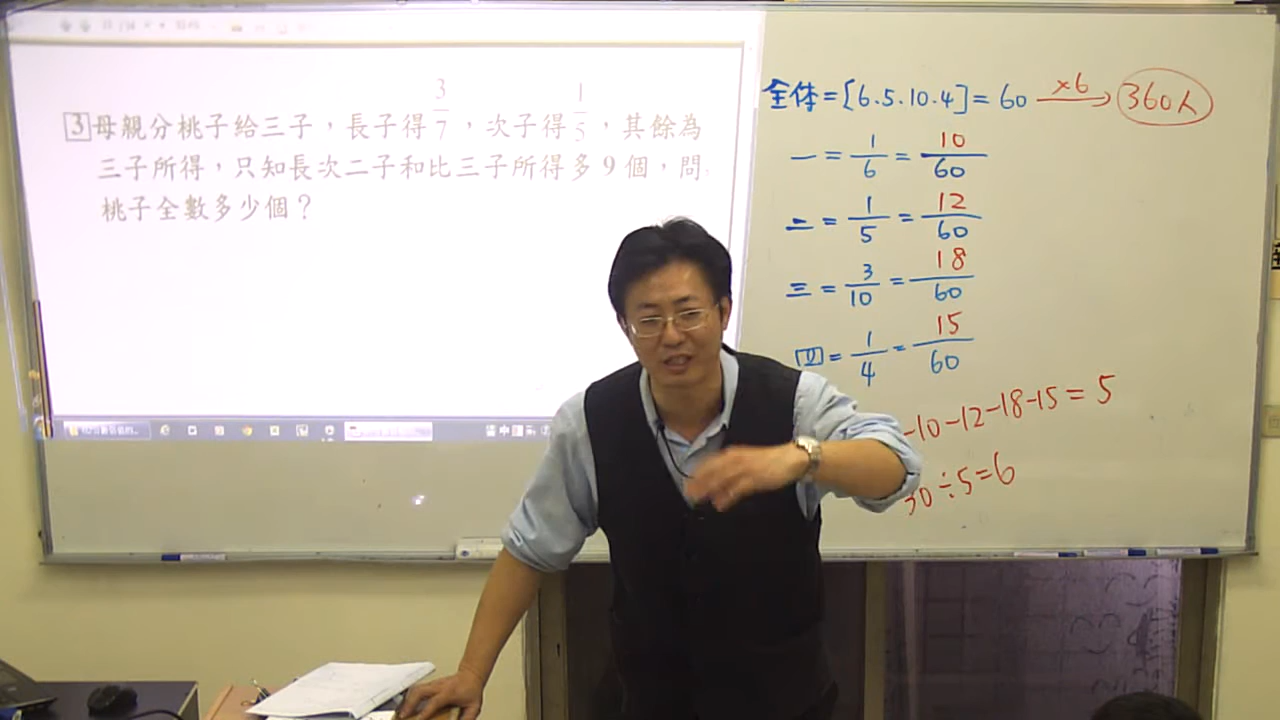 3 母親分桃子給三子，長子得3/7，次子得1/5，其餘為
三子所得，只知長次二子和比三子所得多9個，問：
桃子全數多少個？
全体=[6.5.10.4]=60 ×6→ 360人
一=1/6=10/60
二=1/5=12/60
三=3/10=18/60
四=1/4=15/60
-10-12-18-15=5
30÷5=6